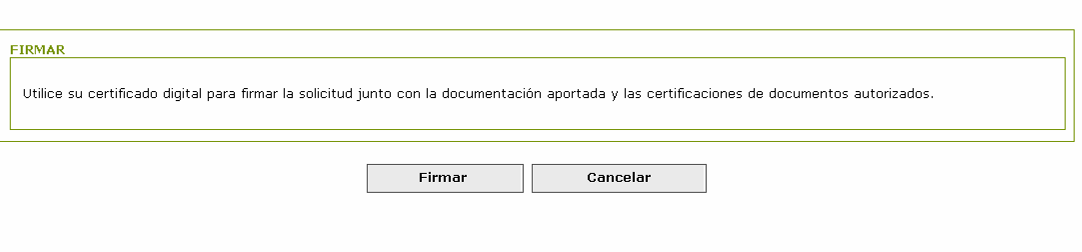 FIRMAR
Utilice su certificado digital para firmar la solicitud junto con la documentación aportada y las certificaciones de documentos autorizados.
Firmar Cancelar